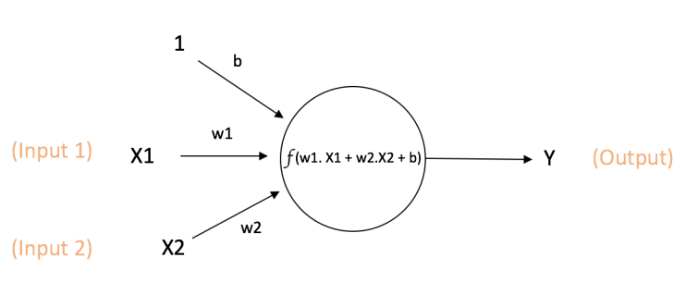 1
b
w1
(Input 1) X1 f(w1. X1 + w2.X2 + b) Y (Output)
w2
(Input 2) X2